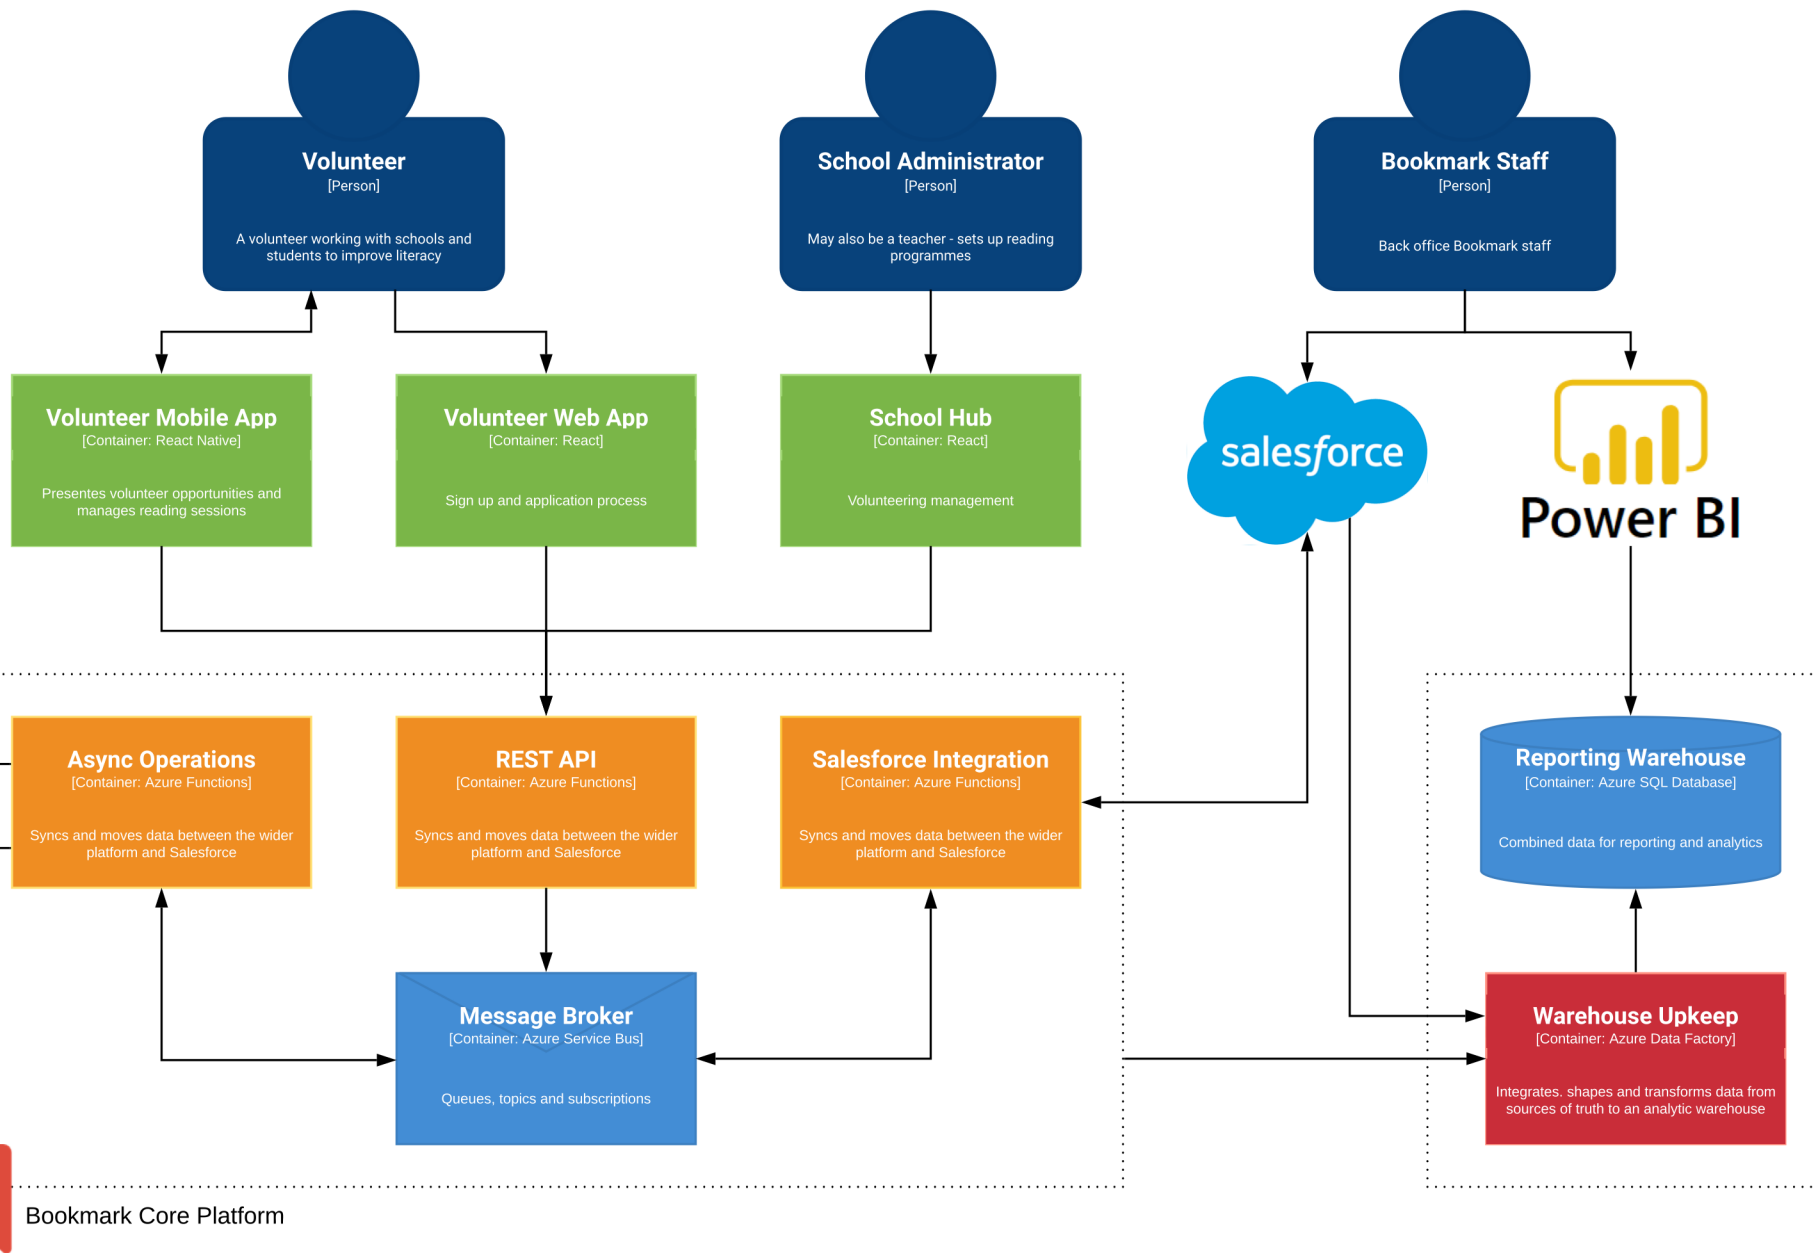 Volunteer
[Person]
A volunteer working with schools and
students to improve literacy
School Administrator
[Person]
May also be a teacher - sets up reading
programmes
Bookmark Staff
[Person]
Back office Bookmark staff
Volunteer Mobile App
[Container: React Native]
Presentes volunteer opportunities and
manages reading sessions
Volunteer Web App
[Container: React]
Sign up and application process
School Hub
[Container: React]
Volunteering management
salesforce
Power BI
Async Operations
[Container: Azure Functions]
Syncs and moves data between the wider
platform and Salesforce
REST API
[Container: Azure Functions]
Syncs and moves data between the wider
platform and Salesforce
Salesforce Integration
[Container: Azure Functions]
Syncs and moves data between the wider
platform and Salesforce
Reporting Warehouse
[Container: Azure SQL Database]
Combined data for reporting and analytics
Message Broker
[Container: Azure Service Bus]
Queues, topics and subscriptions
Warehouse Upkeep
[Container: Azure Data Factory]
Integrates. shapes and transforms data from
sources of truth to an analytic warehouse
Bookmark Core Platform